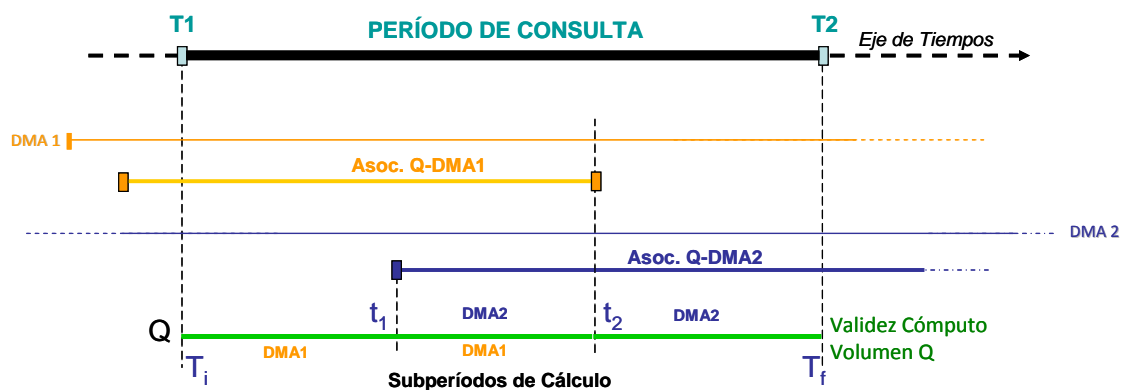 T1
PERÍODO DE CONSULTA
T2
Eje de Tiempos
DMA 1
Asoc. Q-DMA1
DMA 2
Asoc. Q-DMA2
Q
t1
DMA2
t2
DMA2
Validez Cómputo
Volumen Q
Ti
DMA1
DMA1
Tf
Subperíodos de Cálculo